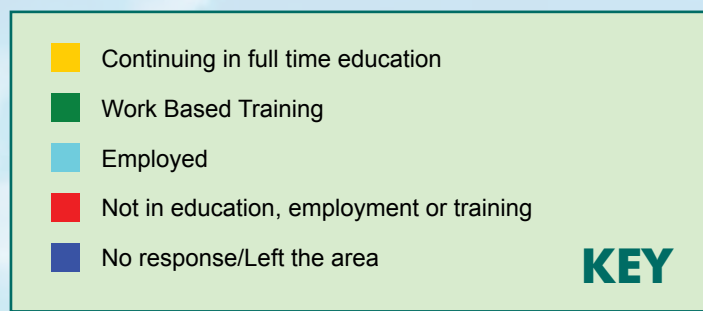 Continuing in full time education
Work Based Training
Employed
Not in education, employment or training
No response/Left the area
KEY